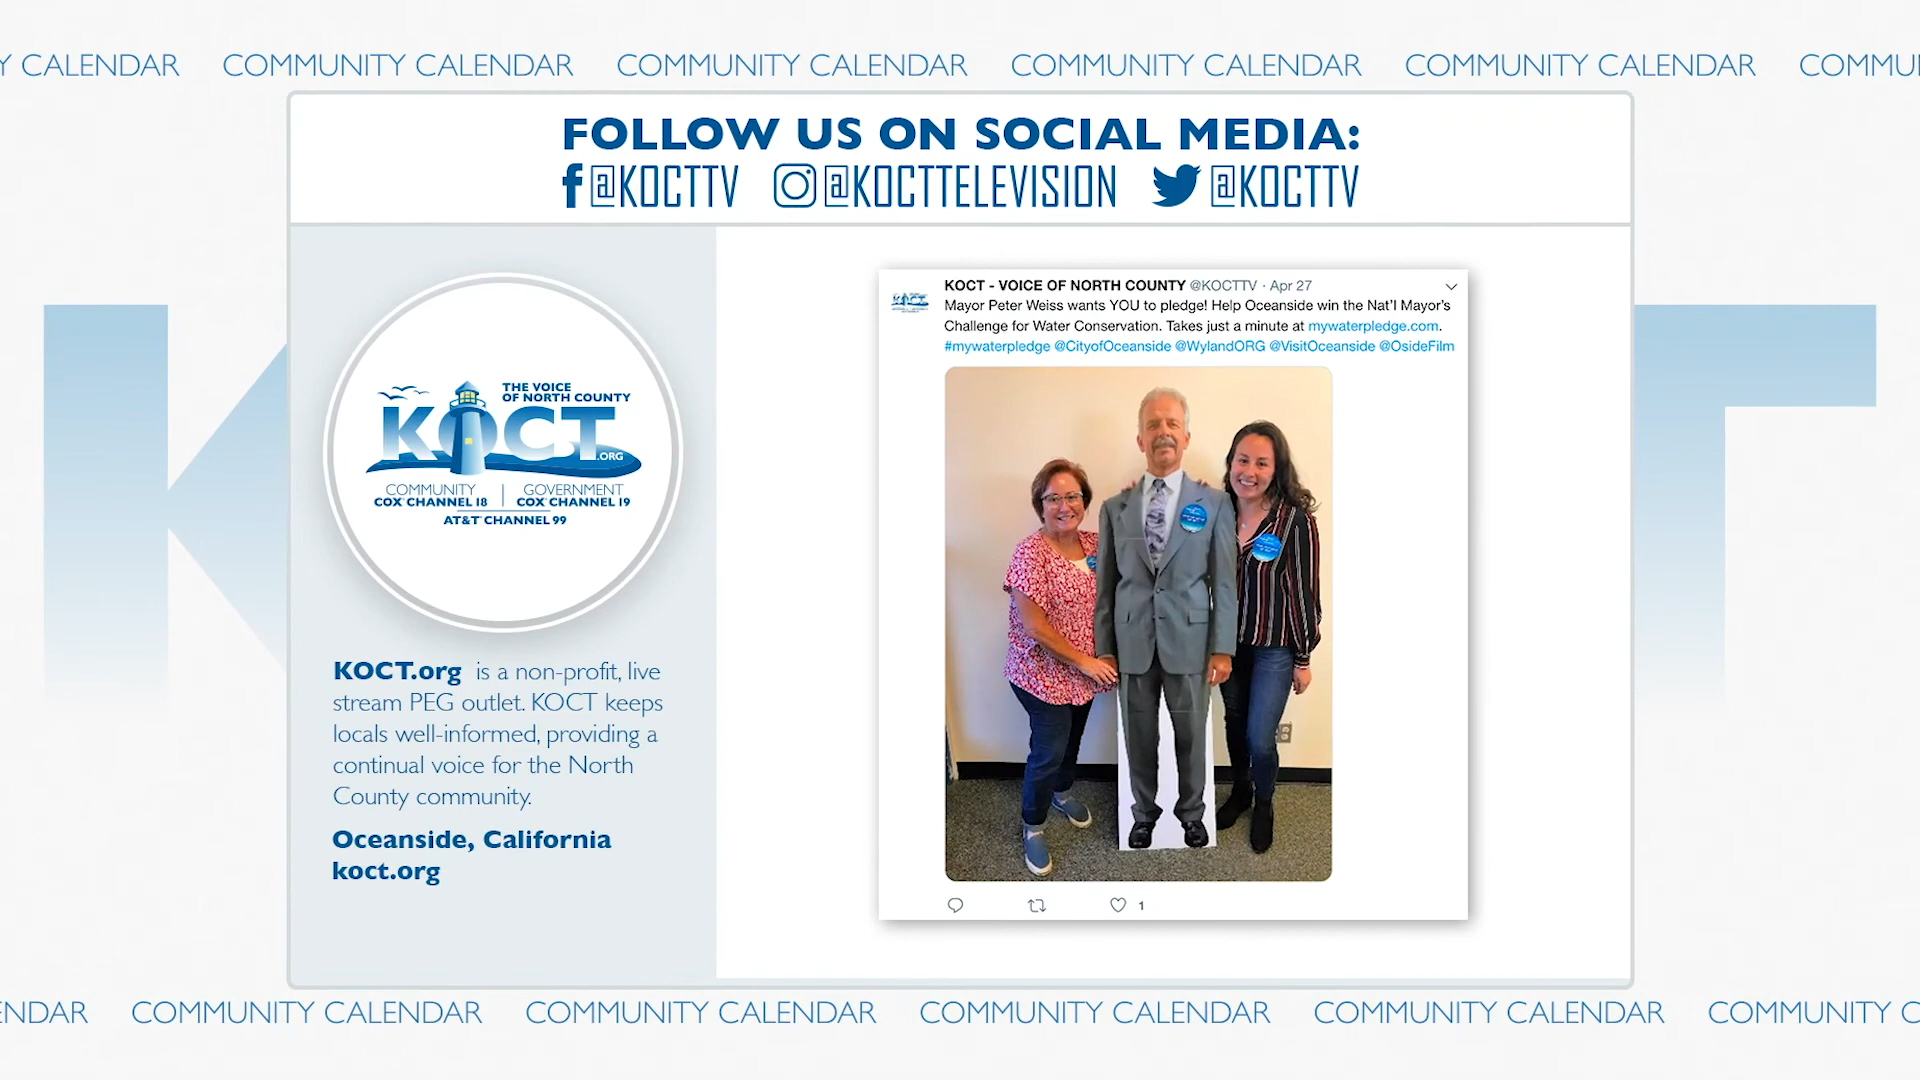 Y CALENDAR COMMUNITY CALENDAR COMMUNITY CALENDAR COMMUNITY CALENDAR COMMUNITY CALENDAR COMMU
FOLLOW US ON SOCIAL MEDIA:
@KOCTTV @KOCTTELEVISION @KOCTTV
THE VOICE
OF NORTH COUNTY
KOCT.ORG
COMMUNITY
COX CHANNEL 18
GOVERNMENT
COX CHANNEL 19
AT&T CHANNEL 99
KOCT.org is a non-profit, live
stream PEG outlet. KOCT keeps
locals well-informed, providing a
continual voice for the North
County community.
Oceanside, California
koct.org
KOCT - VOICE OF NORTH COUNTY @KOCTTV · Apr 27
Mayor Peter Weiss wants YOU to pledge! Help Oceanside win the Nat'l Mayor's
Challenge for Water Conservation. Takes just a minute at mywaterpledge.com.
#mywaterpledge @CityofOceanside @WylandORG @VisitOceanside @OsideFilm
1
K T
ENDAR COMMUNITY CALENDAR COMMUNITY CALENDAR COMMUNITY CALENDAR COMMUNITY CALENDAR COMMUNITY C